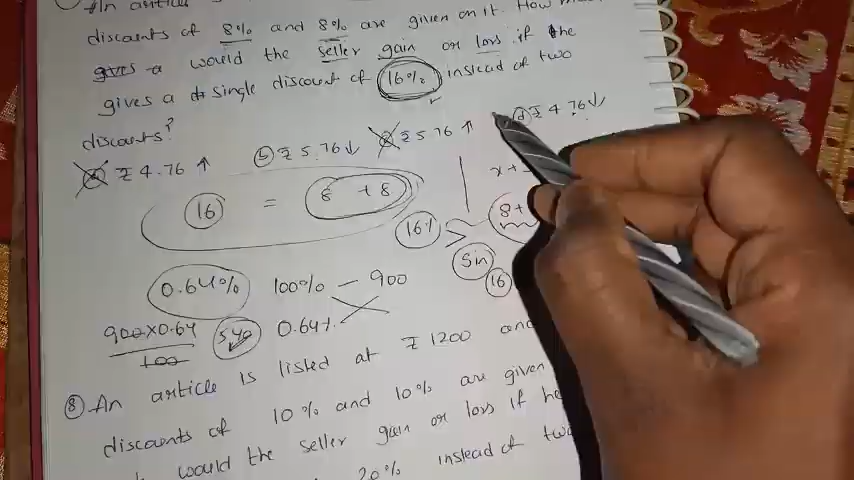 An article
discounts of 8% and 8% are given on it. How
would the seller gain or loss if the
gives a single discount of 16% instead of two
discounts?
₹ 4.76 ↑ (b) ₹ 5.76 ↓ ₹ 5.76 ↑ (d) ₹ 4.76 ↓
16 = 8 + 8
x +
16% > 8+
Sin
16
0.64% 100% — 900
0.64%
900×0.64
100
(8) An article is listed at ₹ 1200 and
discounts of 10% and 10% are given
would the seller gain or loss if he
20% instead of two